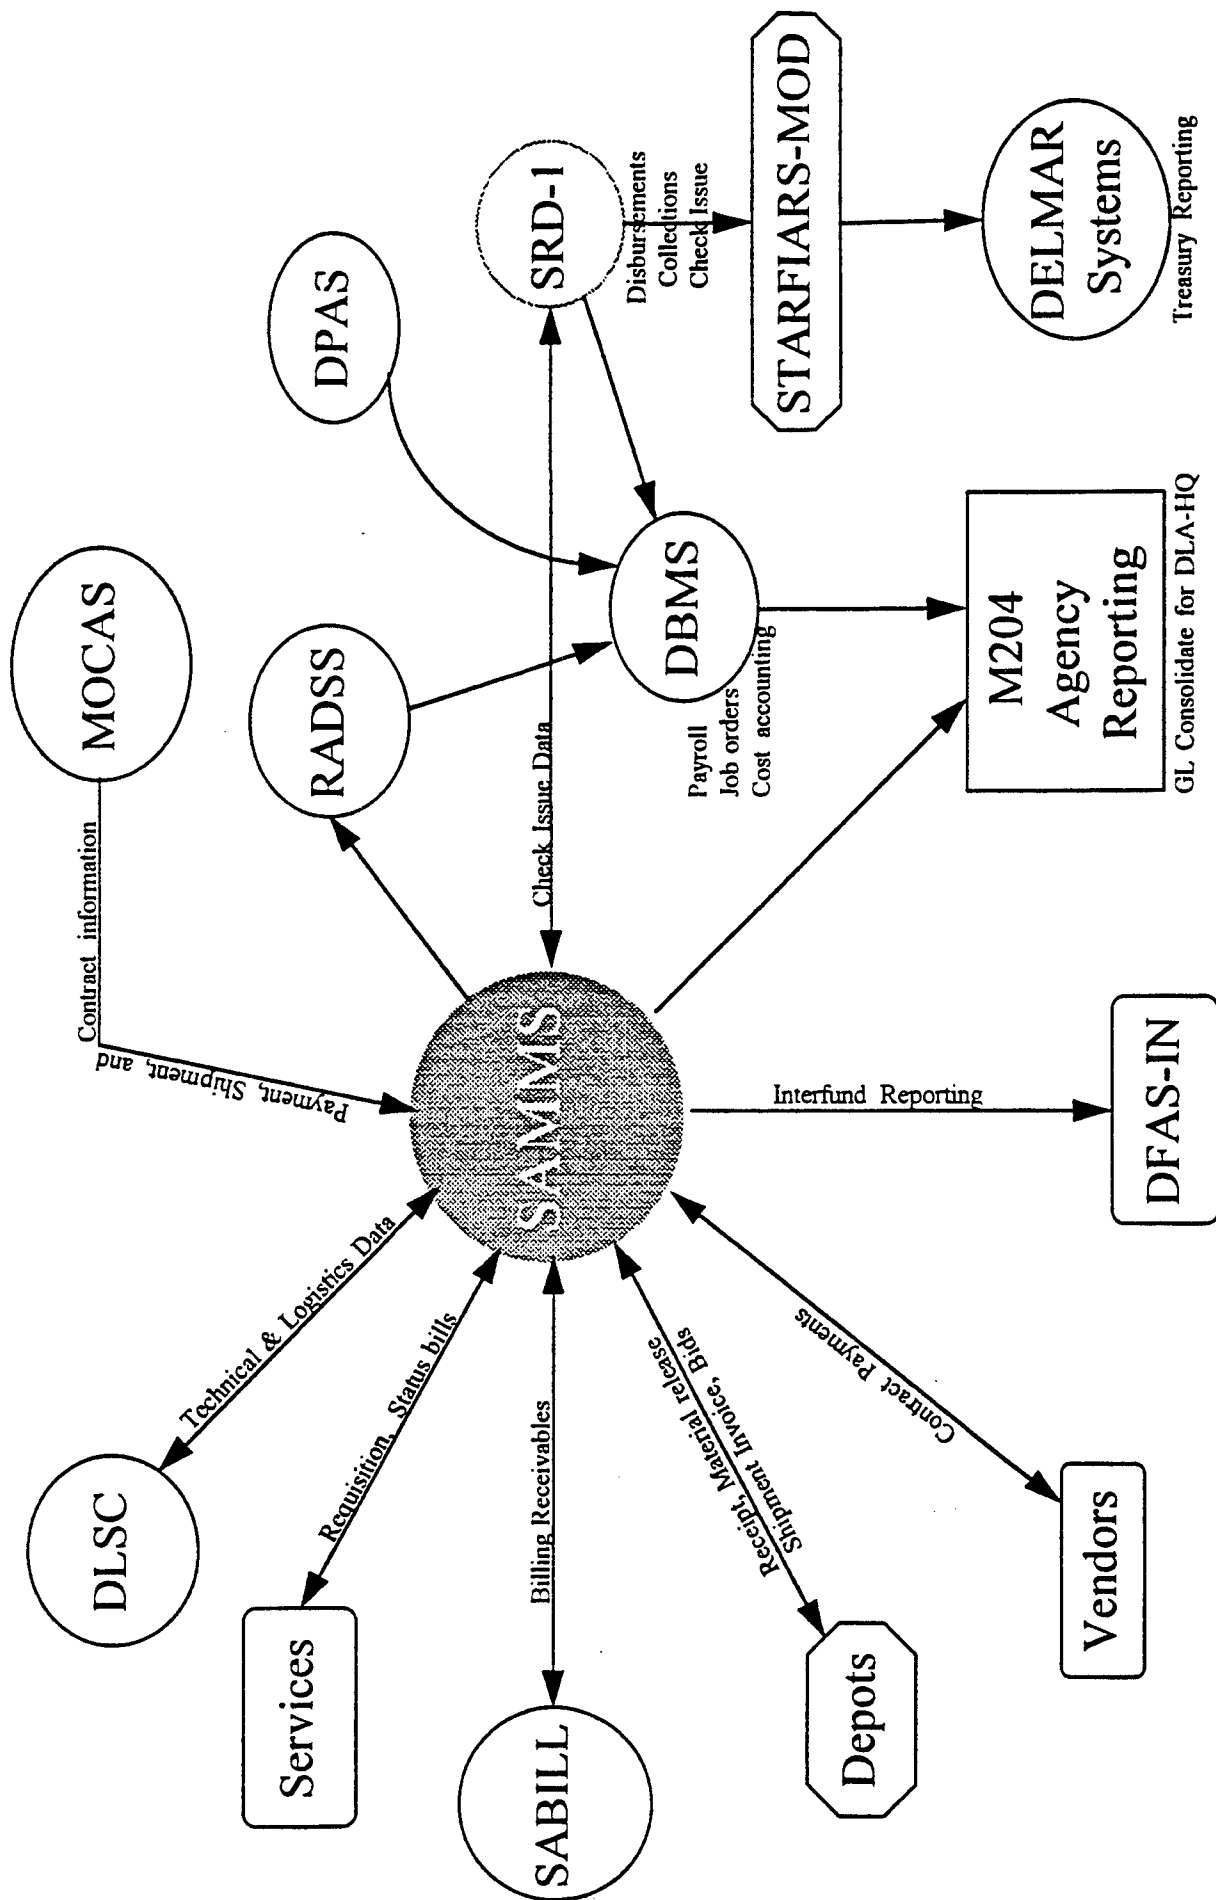 DLSC
Technical & Logistics Data
Services
Requisition, Status bills
SABILL
Billing Receivables
Depots
Receipt, Material release
Shipment Invoice, Bids
Vendors
Contract Payments
SAMMS
Payment, Shipment, and
Contract information
MOCAS
RADSS
DPAS
Check Issue Data
SRD-1
Disbursements
Collections
Check Issue
DBMS
Payroll
Job orders
Cost accounting
STARFIARS-MOD
DELMAR
Systems
Treasury Reporting
M204
Agency
Reporting
GL Consolidate for DLA-HQ
Interfund Reporting
DFAS-IN